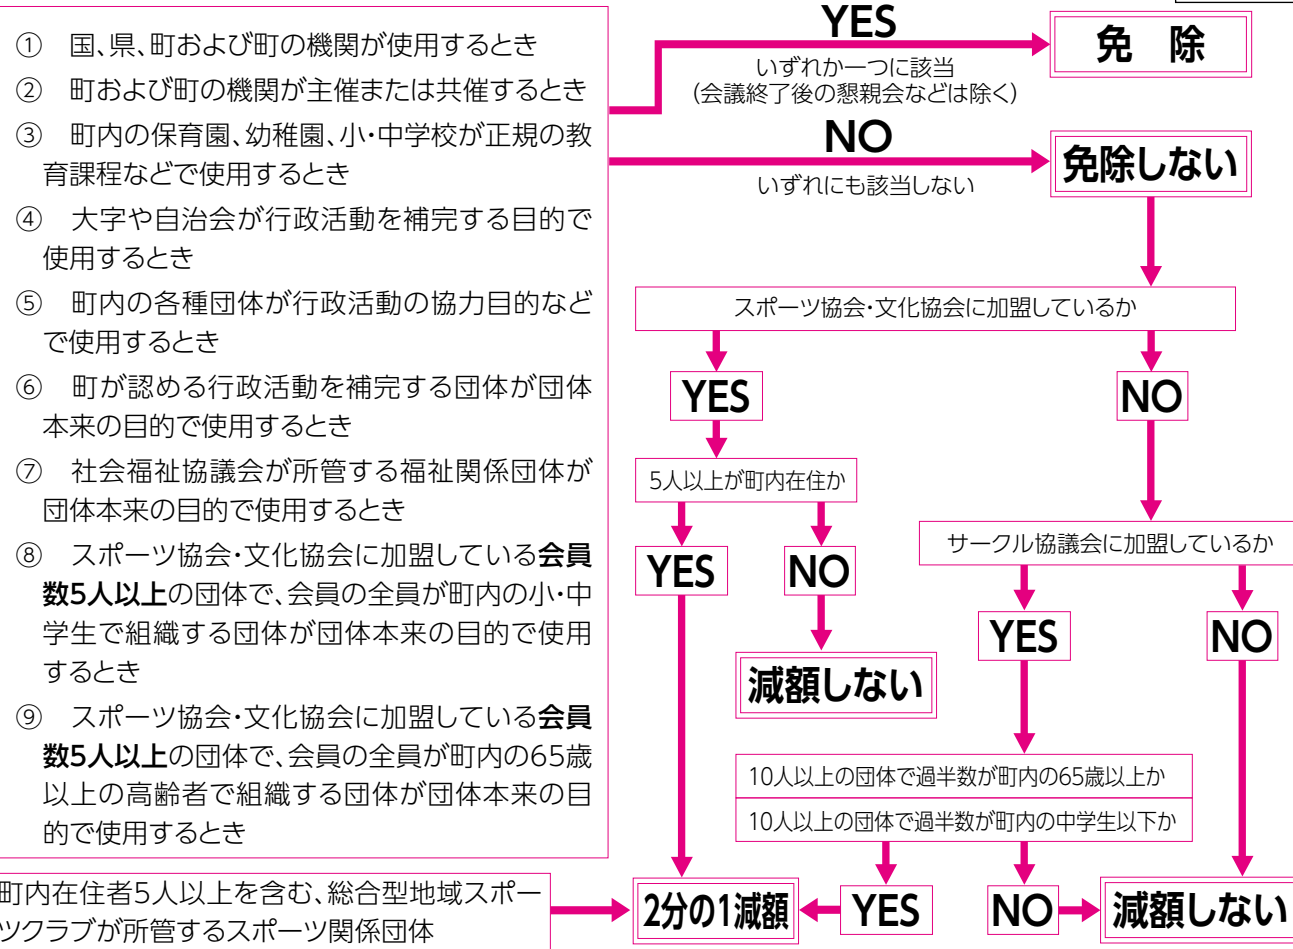 ① 国、県、町および町の機関が使用するとき
② 町および町の機関が主催または共催するとき
③ 町内の保育園、幼稚園、小・中学校が正規の教
育課程などで使用するとき
④ 大字や自治会が行政活動を補完する目的で
使用するとき
⑤ 町内の各種団体が行政活動の協力目的など
で使用するとき
⑥ 町が認める行政活動を補完する団体が団体
本来の目的で使用するとき
⑦ 社会福祉協議会が所管する福祉関係団体が
団体本来の目的で使用するとき
⑧ スポーツ協会・文化協会に加盟している会員
数5人以上の団体で、会員の全員が町内の小・中
学生で組織する団体が団体本来の目的で使用
するとき
⑨ スポーツ協会・文化協会に加盟している会員
数5人以上の団体で、会員の全員が町内の65歳
以上の高齢者で組織する団体が団体本来の目
的で使用するとき
YES
いずれか一つに該当
(会議終了後の懇親会などは除く)
免 除
NO
いずれにも該当しない
免除しない
スポーツ協会・文化協会に加盟しているか
YES
NO
5人以上が町内在住か
YES
NO
減額しない
サークル協議会に加盟しているか
YES
NO
10人以上の団体で過半数が町内の65歳以上か
10人以上の団体で過半数が町内の中学生以下か
町内在住者5人以上を含む、総合型地域スポー
ツクラブが所管するスポーツ関係団体
2分の1減額
YES
NO
減額しない